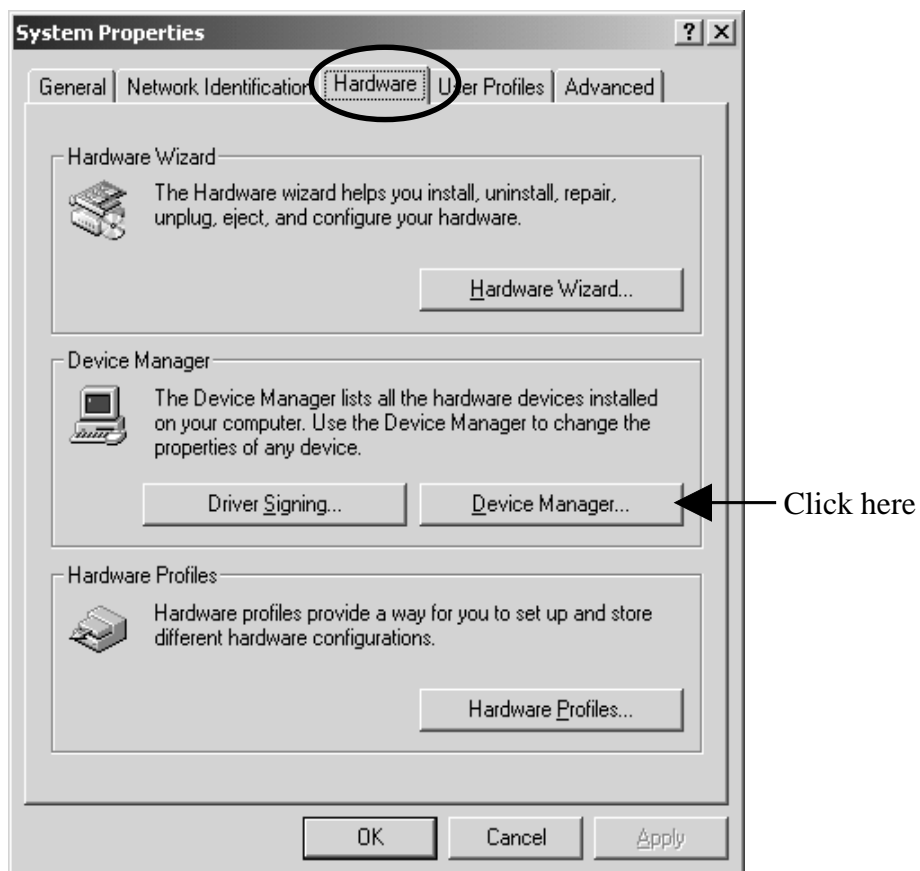 System Properties
General
Network Identification
Hardware
User Profiles
Advanced
Hardware Wizard
The Hardware wizard helps you install, uninstall, repair,
unplug, eject, and configure your hardware.
Hardware Wizard...
Device Manager
The Device Manager lists all the hardware devices installed
on your computer. Use the Device Manager to change the
properties of any device.
Driver Signing...
Device Manager...
Click here
Hardware Profiles
Hardware profiles provide a way for you to set up and store
different hardware configurations.
Hardware Profiles...
OK
Cancel
Apply